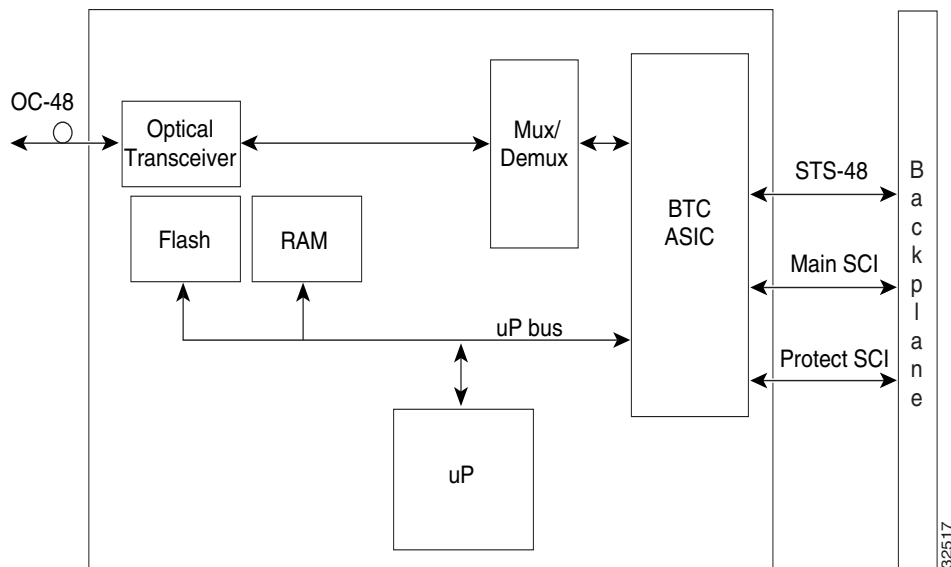 OC-48
Optical
Transceiver
Mux/
Demux
BTC
ASIC
STS-48
Main SCI
Protect SCI
Flash
RAM
uP bus
uP
Backplane
32517